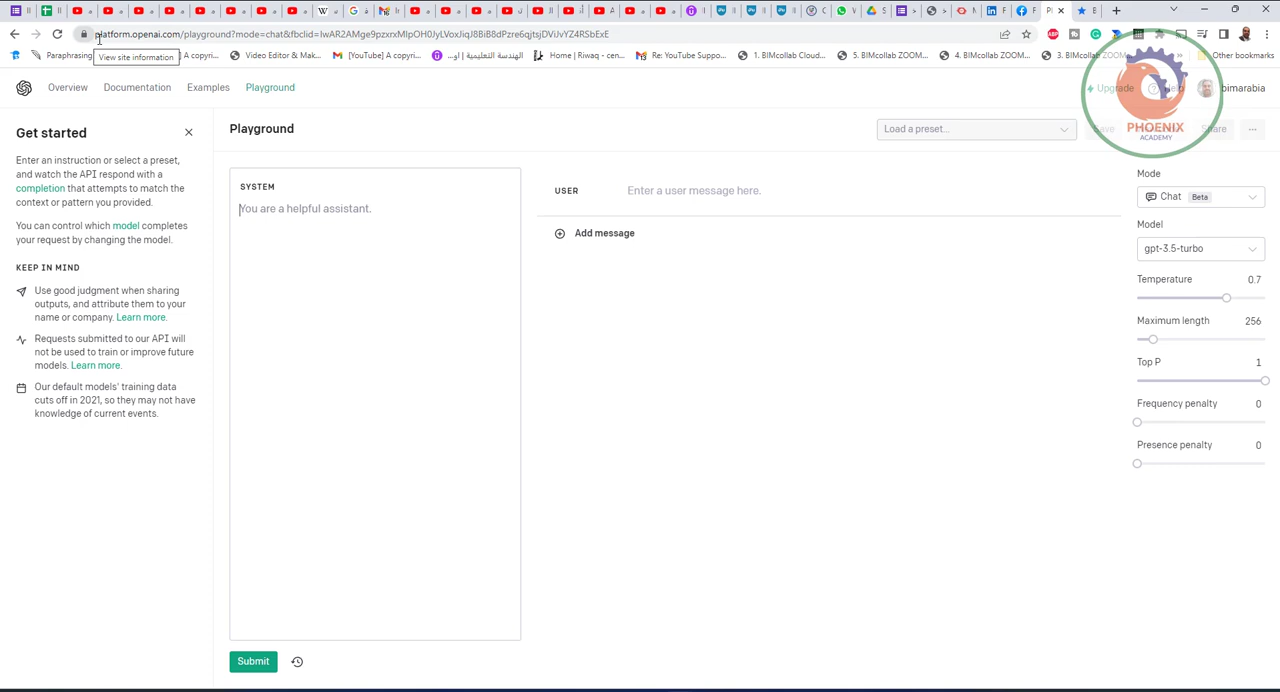 platform.openai.com/playground?mode=chat&fbclid=IwAR2AMge9pzxrxMIpOH0JyLVoxJiqJ8BiB8dPzre6qjtsjDViJvYZ4RSbExE
Paraphrasing
A copyri...
Video Editor & Mak...
[YouTube] A copyri...
الهندسة التعليمية | او...
Home | Riwaq - cen...
Re: YouTube Suppo...
1. BIMcollab Cloud...
5. BIMcollab ZOOM...
4. BIMcollab ZOOM...
3. BIMcollab ZOOM...
Other bookmarks
View site information
Overview
Documentation
Examples
Playground
Upgrade
Help
bimarabia
PHOENIX
ACADEMY
Get started
Enter an instruction or select a preset,
and watch the API respond with a
completion that attempts to match the
context or pattern you provided.
You can control which model completes
your request by changing the model.
KEEP IN MIND
Use good judgment when sharing
outputs, and attribute them to your
name or company. Learn more.
Requests submitted to our API will
not be used to train or improve future
models. Learn more.
Our default models' training data
cuts off in 2021, so they may not have
knowledge of current events.
Playground
Load a preset...
Save
Share
SYSTEM
You are a helpful assistant.
USER
Enter a user message here.
Add message
Submit
Mode
Chat Beta
Model
gpt-3.5-turbo
Temperature 0.7
Maximum length 256
Top P 1
Frequency penalty 0
Presence penalty 0